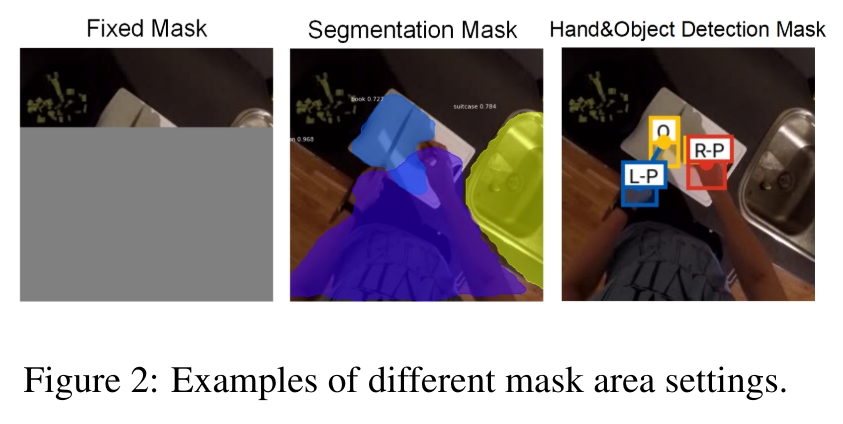 Fixed Mask
Segmentation Mask
Hand&Object Detection Mask
book 0.727
suitcase 0.784
0.968
O
R-P
L-P
Figure 2: Examples of different mask area settings.